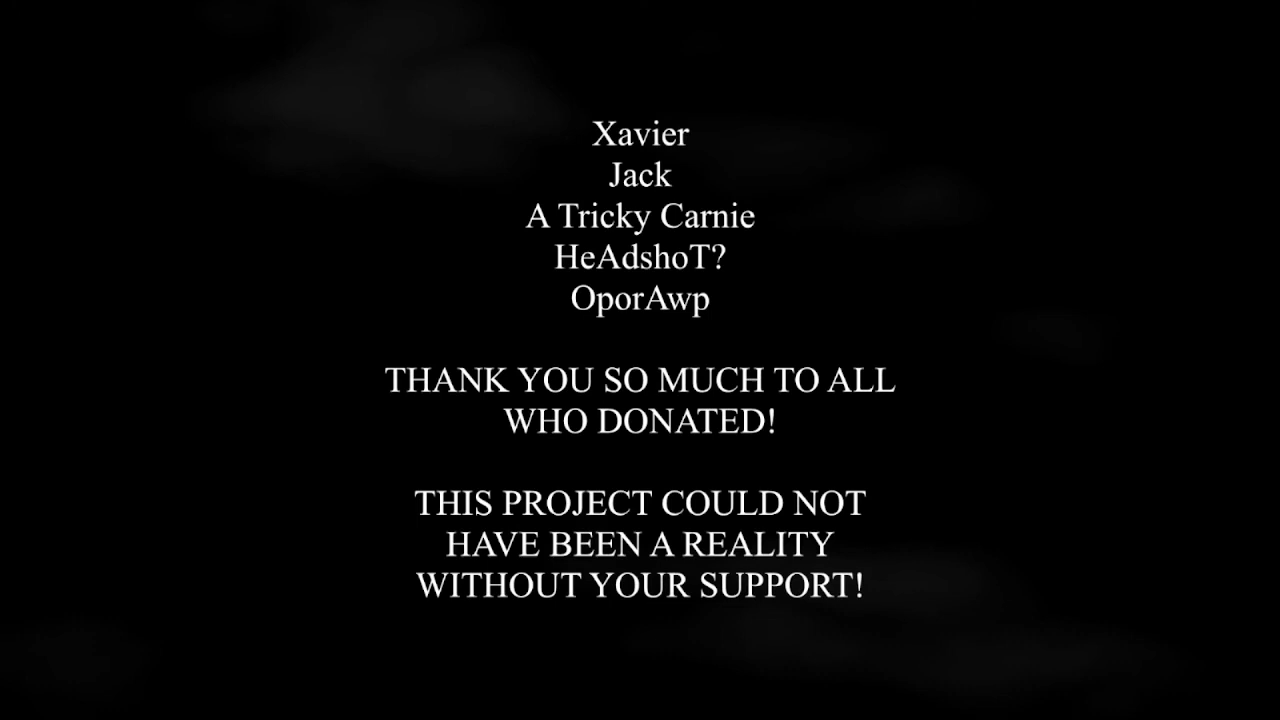 Xavier
Jack
A Tricky Carnie
HeAdshoT?
OporAwp
THANK YOU SO MUCH TO ALL
WHO DONATED!
THIS PROJECT COULD NOT
HAVE BEEN A REALITY
WITHOUT YOUR SUPPORT!